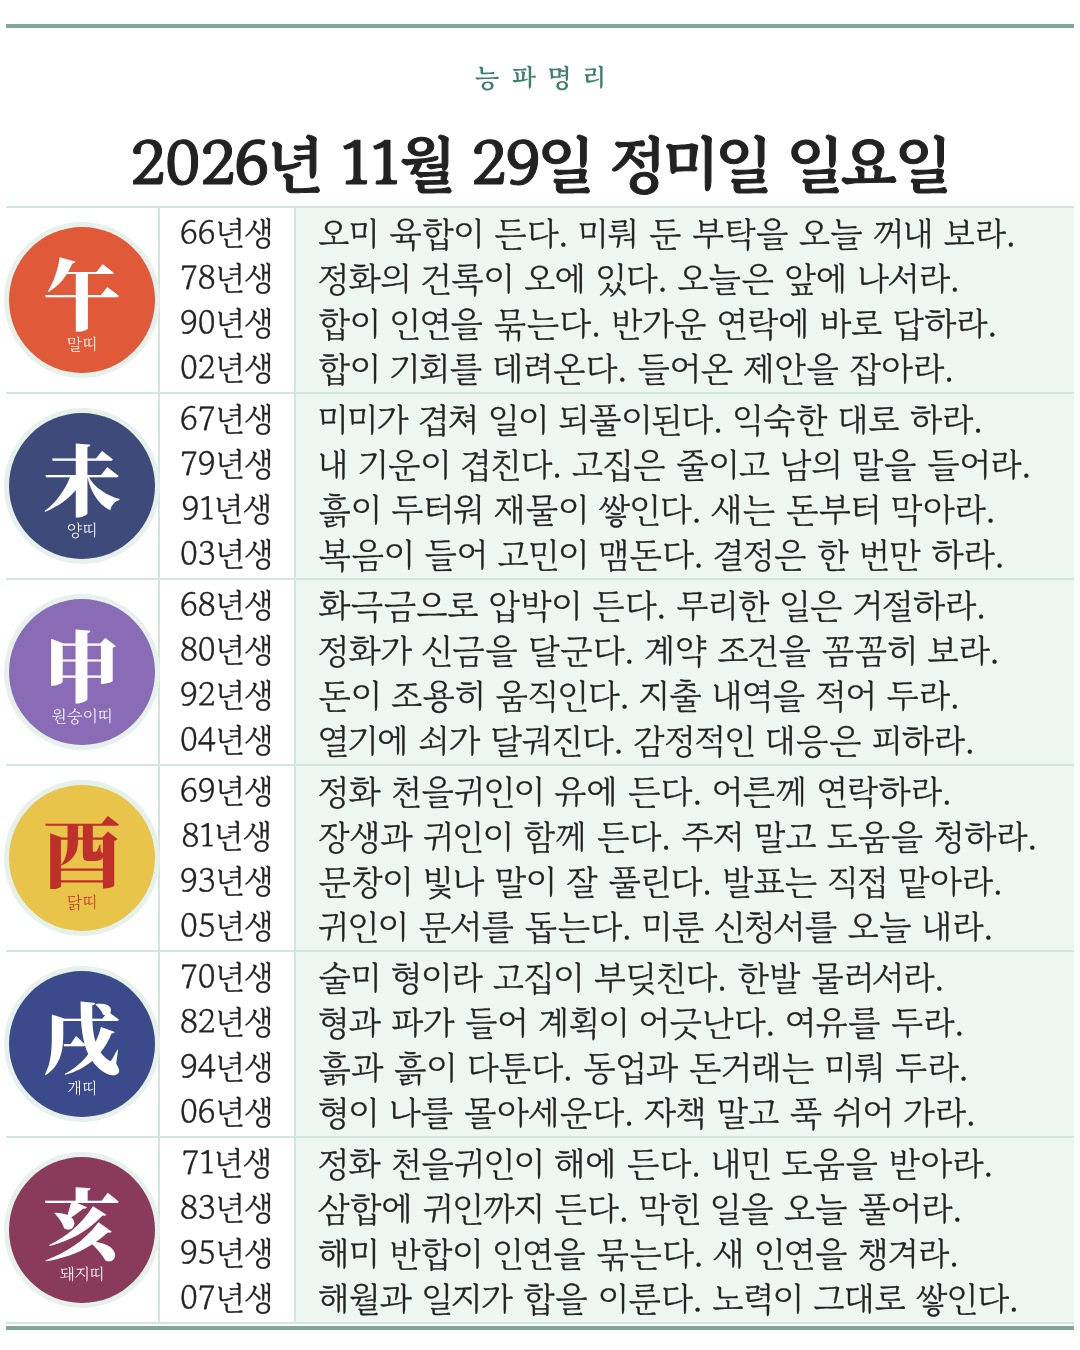 능파명리
2026년 11월 29일 정미일 일요일
午
말띠
66년생 오미 육합이 든다. 미뤄 둔 부탁을 오늘 꺼내 보라.
78년생 정화의 건록이 오에 있다. 오늘은 앞에 나서라.
90년생 합이 인연을 묶는다. 반가운 연락에 바로 답하라.
02년생 합이 기회를 데려온다. 들어온 제안을 잡아라.
未
양띠
67년생 미미가 겹쳐 일이 되풀이된다. 익숙한 대로 하라.
79년생 내 기운이 겹친다. 고집은 줄이고 남의 말을 들어라.
91년생 흙이 두터워 재물이 쌓인다. 새는 돈부터 막아라.
03년생 복음이 들어 고민이 맴돈다. 결정은 한 번만 하라.
申
원숭이띠
68년생 화극금으로 압박이 든다. 무리한 일은 거절하라.
80년생 정화가 신금을 달군다. 계약 조건을 꼼꼼히 보라.
92년생 돈이 조용히 움직인다. 지출 내역을 적어 두라.
04년생 열기에 쇠가 달궈진다. 감정적인 대응은 피하라.
酉
닭띠
69년생 정화 천을귀인이 유에 든다. 어른께 연락하라.
81년생 장생과 귀인이 함께 든다. 주저 말고 도움을 청하라.
93년생 문창이 빛나 말이 잘 풀린다. 발표는 직접 맡아라.
05년생 귀인이 문서를 돕는다. 미룬 신청서를 오늘 내라.
戌
개띠
70년생 술미 형이라 고집이 부딪친다. 한발 물러서라.
82년생 형과 파가 들어 계획이 어긋난다. 여유를 두라.
94년생 흙과 흙이 다툰다. 동업과 돈거래는 미뤄 두라.
06년생 형이 나를 몰아세운다. 자책 말고 푹 쉬어 가라.
亥
돼지띠
71년생 정화 천을귀인이 해에 든다. 내민 도움을 받아라.
83년생 삼합에 귀인까지 든다. 막힌 일을 오늘 풀어라.
95년생 해미 반합이 인연을 묶는다. 새 인연을 챙겨라.
07년생 해월과 일지가 합을 이룬다. 노력이 그대로 쌓인다.